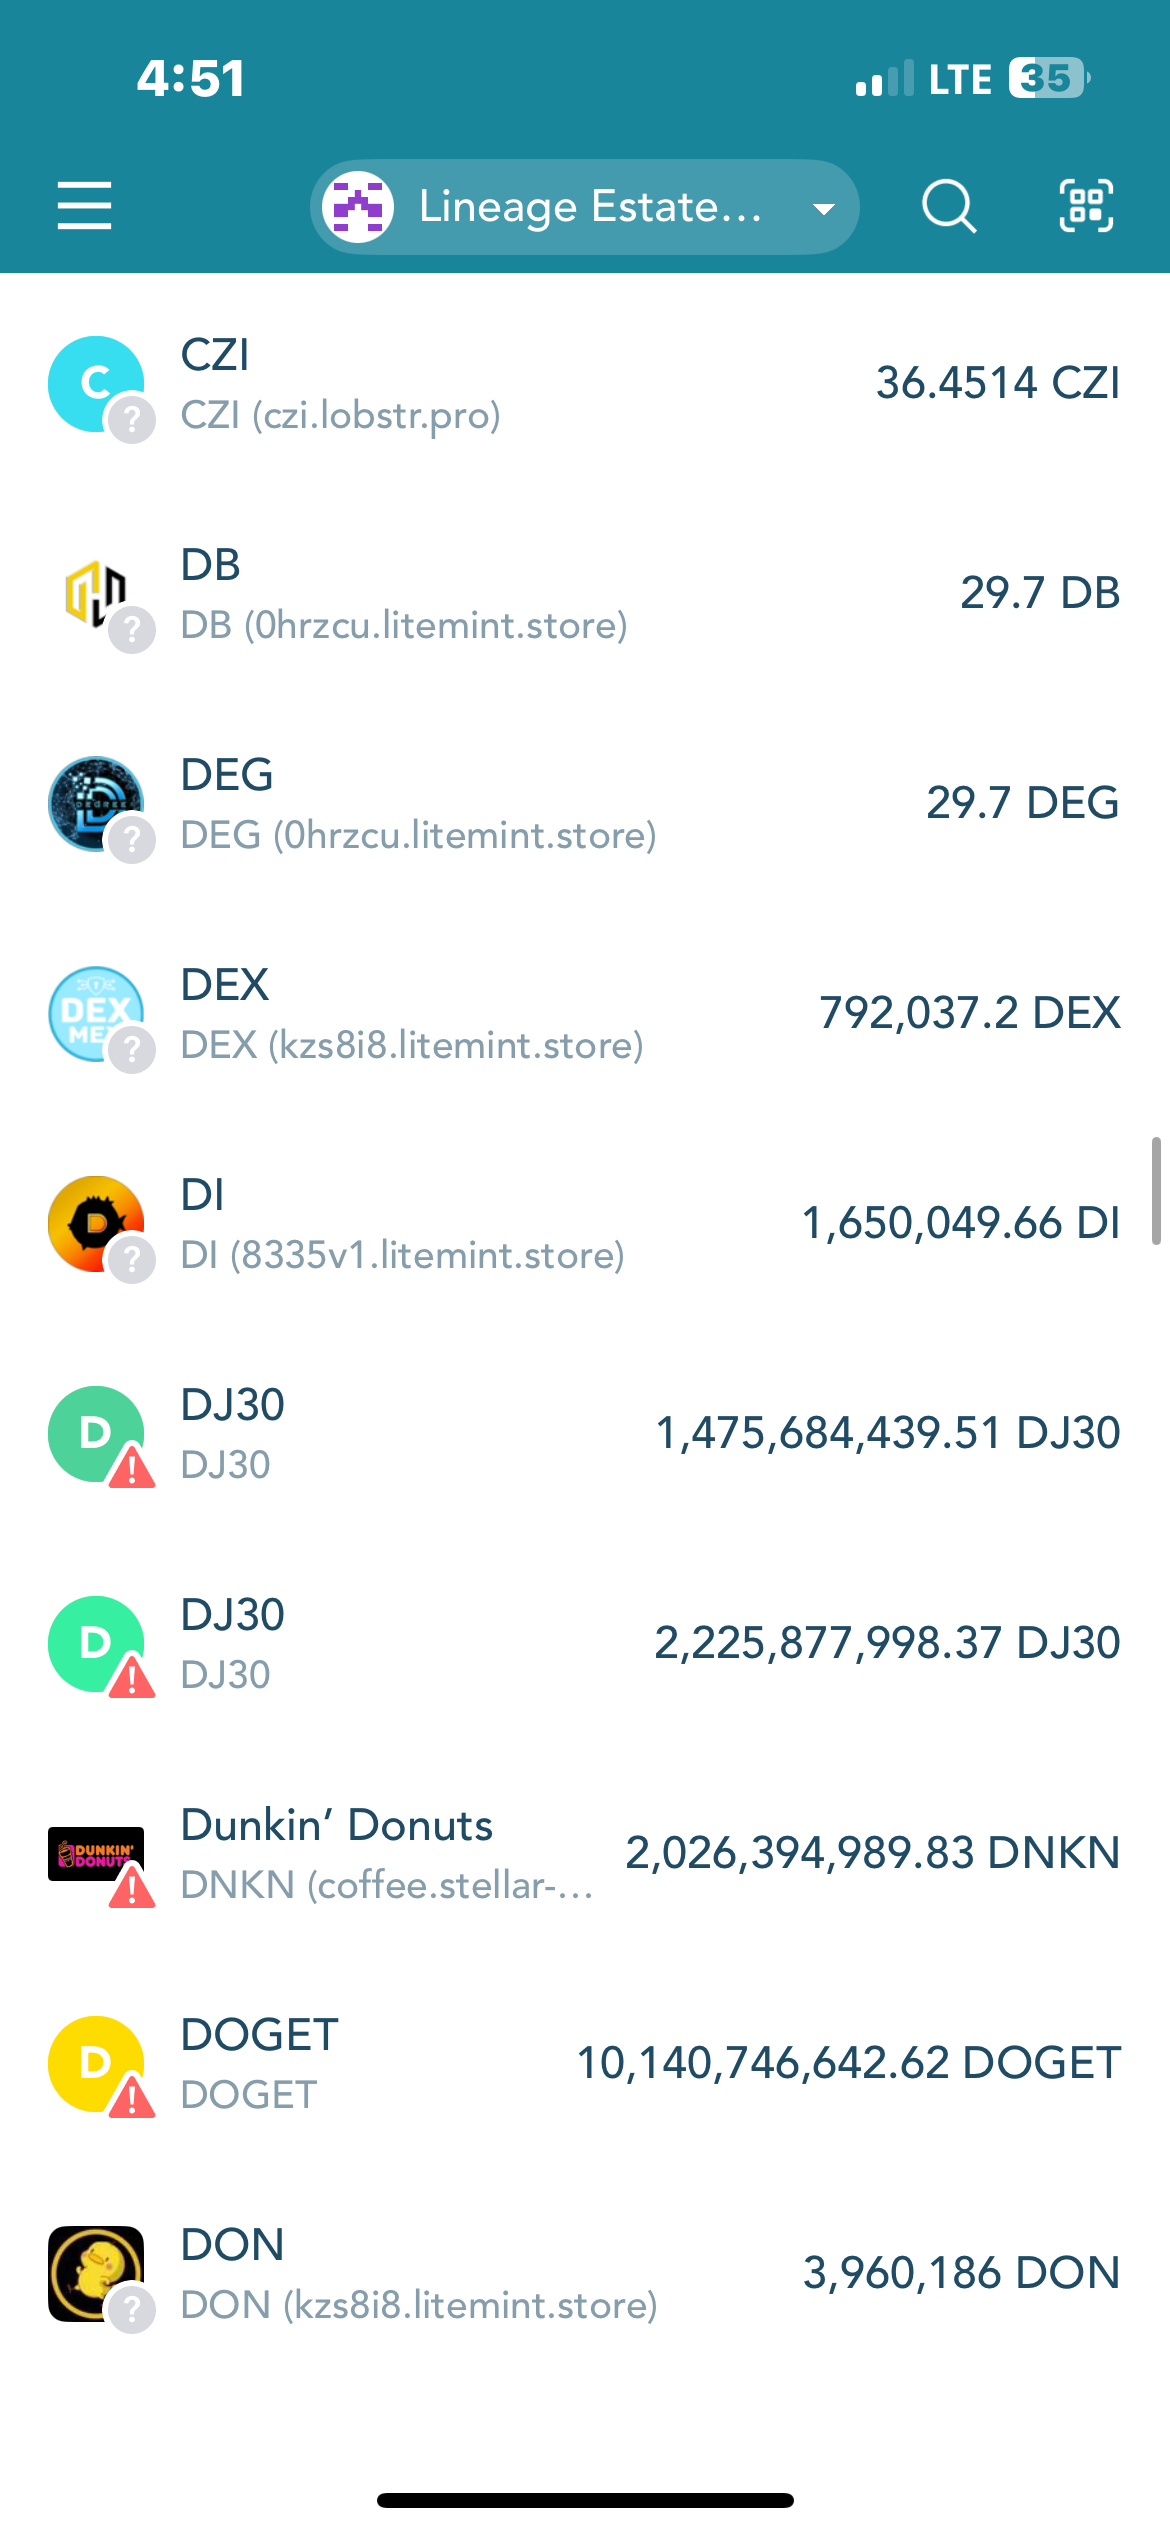 4:51
LTE 35
Lineage Estate...
C
CZI
CZI (czi.lobstr.pro)
36.4514 CZI
?
DB
DB (0hrzcu.litemint.store)
29.7 DB
?
DEGREE
DEG
DEG (0hrzcu.litemint.store)
29.7 DEG
?
DEX
DEX
DEX (kzs8i8.litemint.store)
792,037.2 DEX
?
D
DI
DI (8335v1.litemint.store)
1,650,049.66 DI
?
D
DJ30
DJ30
1,475,684,439.51 DJ30
!
D
DJ30
DJ30
2,225,877,998.37 DJ30
!
DUNKIN'
DONUTS
Dunkin’ Donuts
DNKN (coffee.stellar-...
2,026,394,989.83 DNKN
!
D
DOGET
DOGET
10,140,746,642.62 DOGET
!
DON
DON (kzs8i8.litemint.store)
3,960,186 DON
?